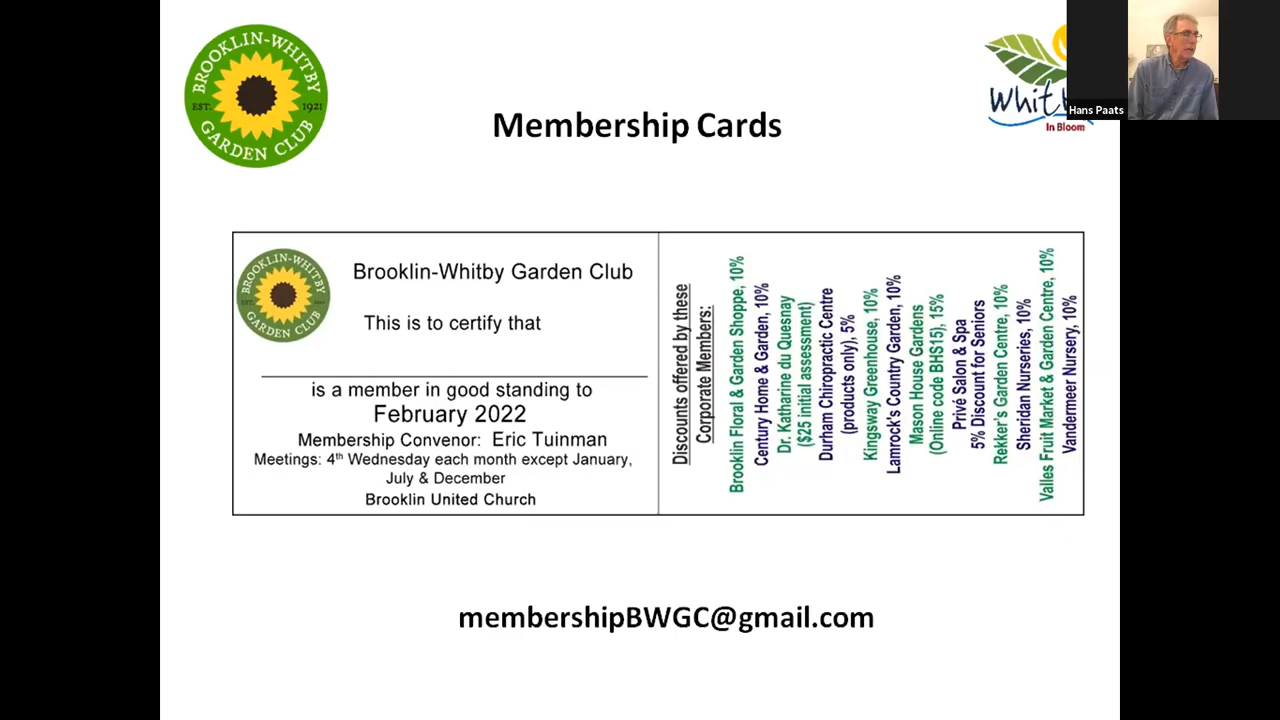 BROOKLIN-WHITBY
EST. 1921
GARDEN CLUB
Membership Cards
In Bloom
Hans Paats
BROOKLIN-WHITBY
GARDEN CLUB
Brooklin-Whitby Garden Club
This is to certify that
is a member in good standing to
February 2022
Membership Convenor: Eric Tuinman
Meetings: 4th Wednesday each month except January,
July & December
Brooklin United Church
Discounts offered by these
Corporate Members:
Brooklin Floral & Garden Shoppe, 10%
Century Home & Garden, 10%
Dr. Katharine du Quesnay
($25 initial assessment)
Durham Chiropractic Centre
(products only), 5%
Kingsway Greenhouse, 10%
Lamrock's Country Garden, 10%
Mason House Gardens
(Online code BHS15), 15%
Privé Salon & Spa
5% Discount for Seniors
Rekker's Garden Centre, 10%
Sheridan Nurseries, 10%
Valles Fruit Market & Garden Centre, 10%
Vandermeer Nursery, 10%
membershipBWGC@gmail.com